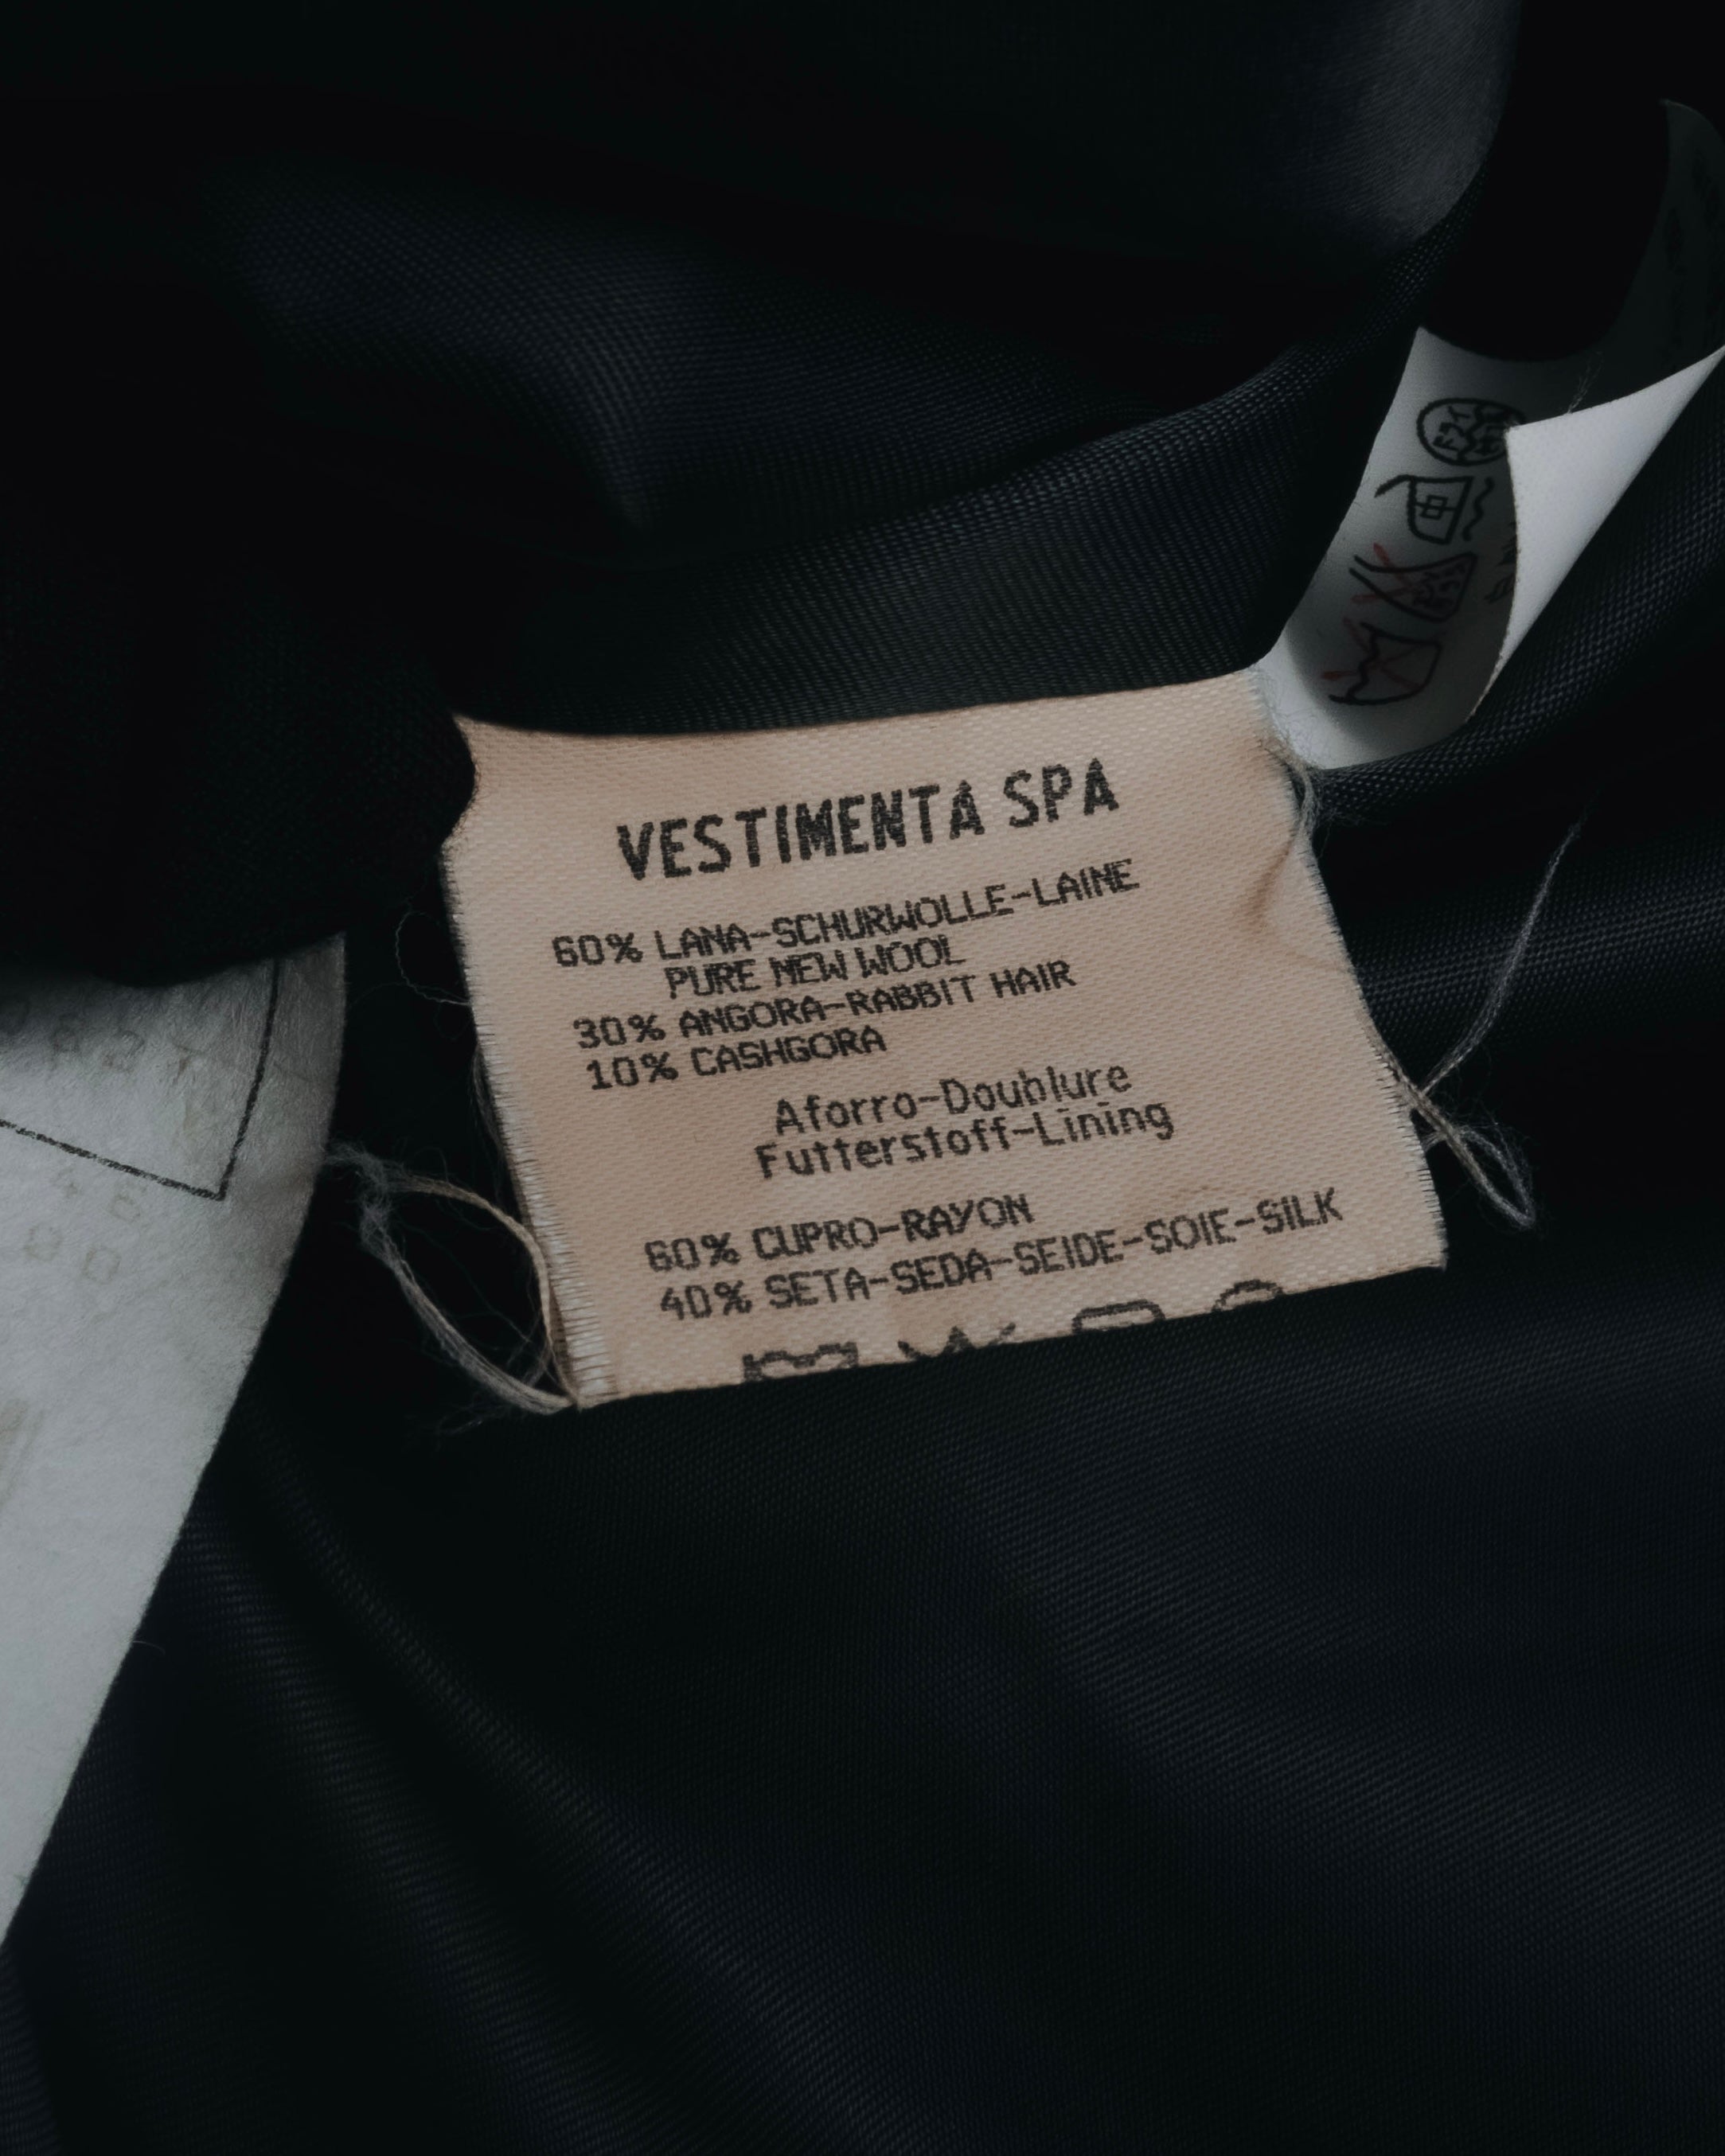 VESTIMENTA SPA
60% LANA-SCHURWOLLE-LAINE
PURE NEW WOOL
30% ANGORA-RABBIT HAIR
10% CASHGORA
Aforro-Doublure
Futterstoff-Lining
60% CUPRO-RAYON
40% SETA-SEDA-SEIDE-SOIE-SILK